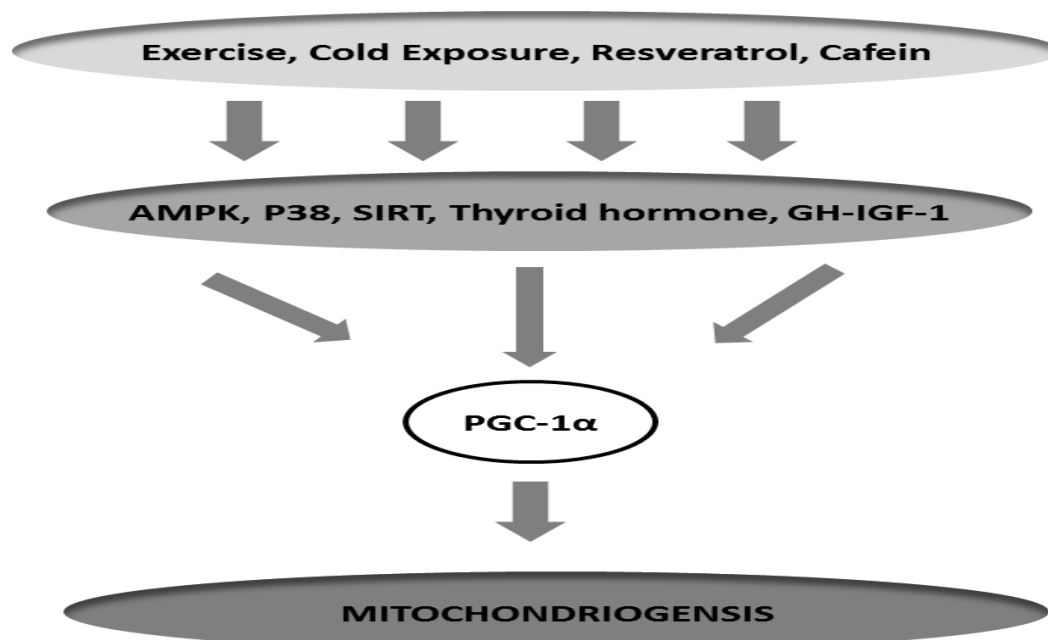 Exercise, Cold Exposure, Resveratrol, Cafein
AMPK, P38, SIRT, Thyroid hormone, GH-IGF-1
PGC-1α
MITOCHONDRIOGENSIS